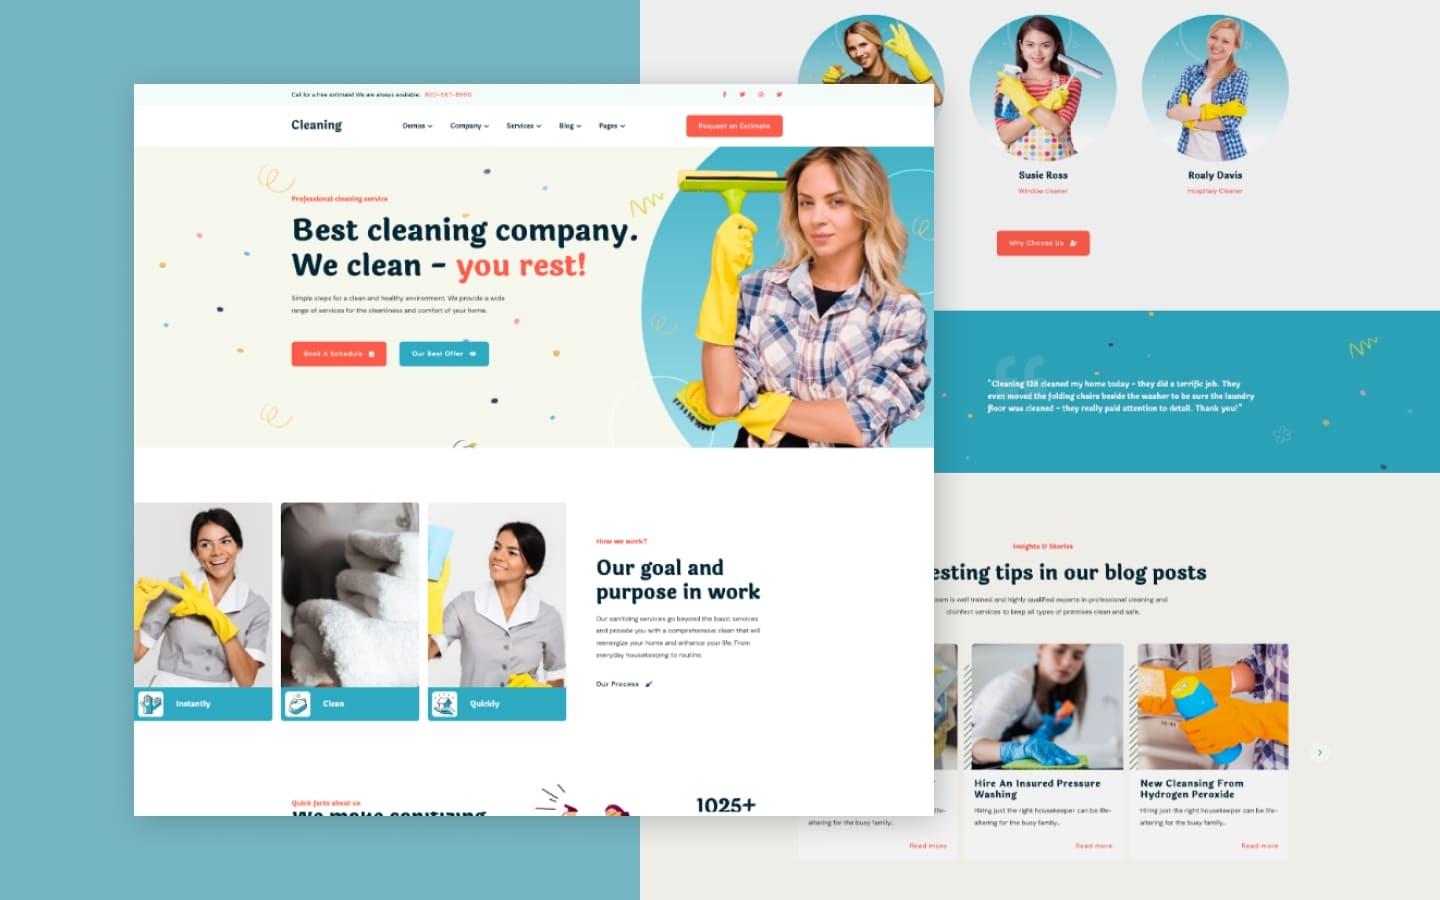 Call for a free estimate! We are always available:
Cleaning
Demos
Company
Services
Blog
Pages
Request an Estimate
Professional cleaning service
Best cleaning company.
We clean - you rest!
Simple steps for a clean and healthy environment. We provide a wide
range of services for the cleanliness and comfort of your home.
Book A Schedule
Our Best Offer
Instantly
Clean
Quickly
How we work?
Our goal and
purpose in work
Our sanitizing services go beyond the basic services
and provide you with a comprehensive clean that will
reenergize your home and enhance your life. From
everyday housekeeping to routine.
Our Process
Quick facts about us
We make sanitizing
1025+
Susie Ross
Window cleaner
Roaly Davis
Hospitaly Cleaner
Why Choose Us
"Cleaning 128 cleaned my home today - they did a terrific job. They
even moved the folding chairs beside the washer to be sure the laundry
floor was cleaned - they really paid attention to detail. Thank you!"
Insights & Stories
esting tips in our blog posts
eam is well trained and highly qualified experts in professional cleaning and
disinfect services to keep all types of premises clean and safe.
altering for the busy family...
Read more
Hire An Insured Pressure
Washing
Hiring just the right housekeeper can be life-
altering for the busy family...
Read more
New Cleansing From
Hydrogen Peroxide
Hiring just the right housekeeper can be life-
altering for the busy family...
Read more